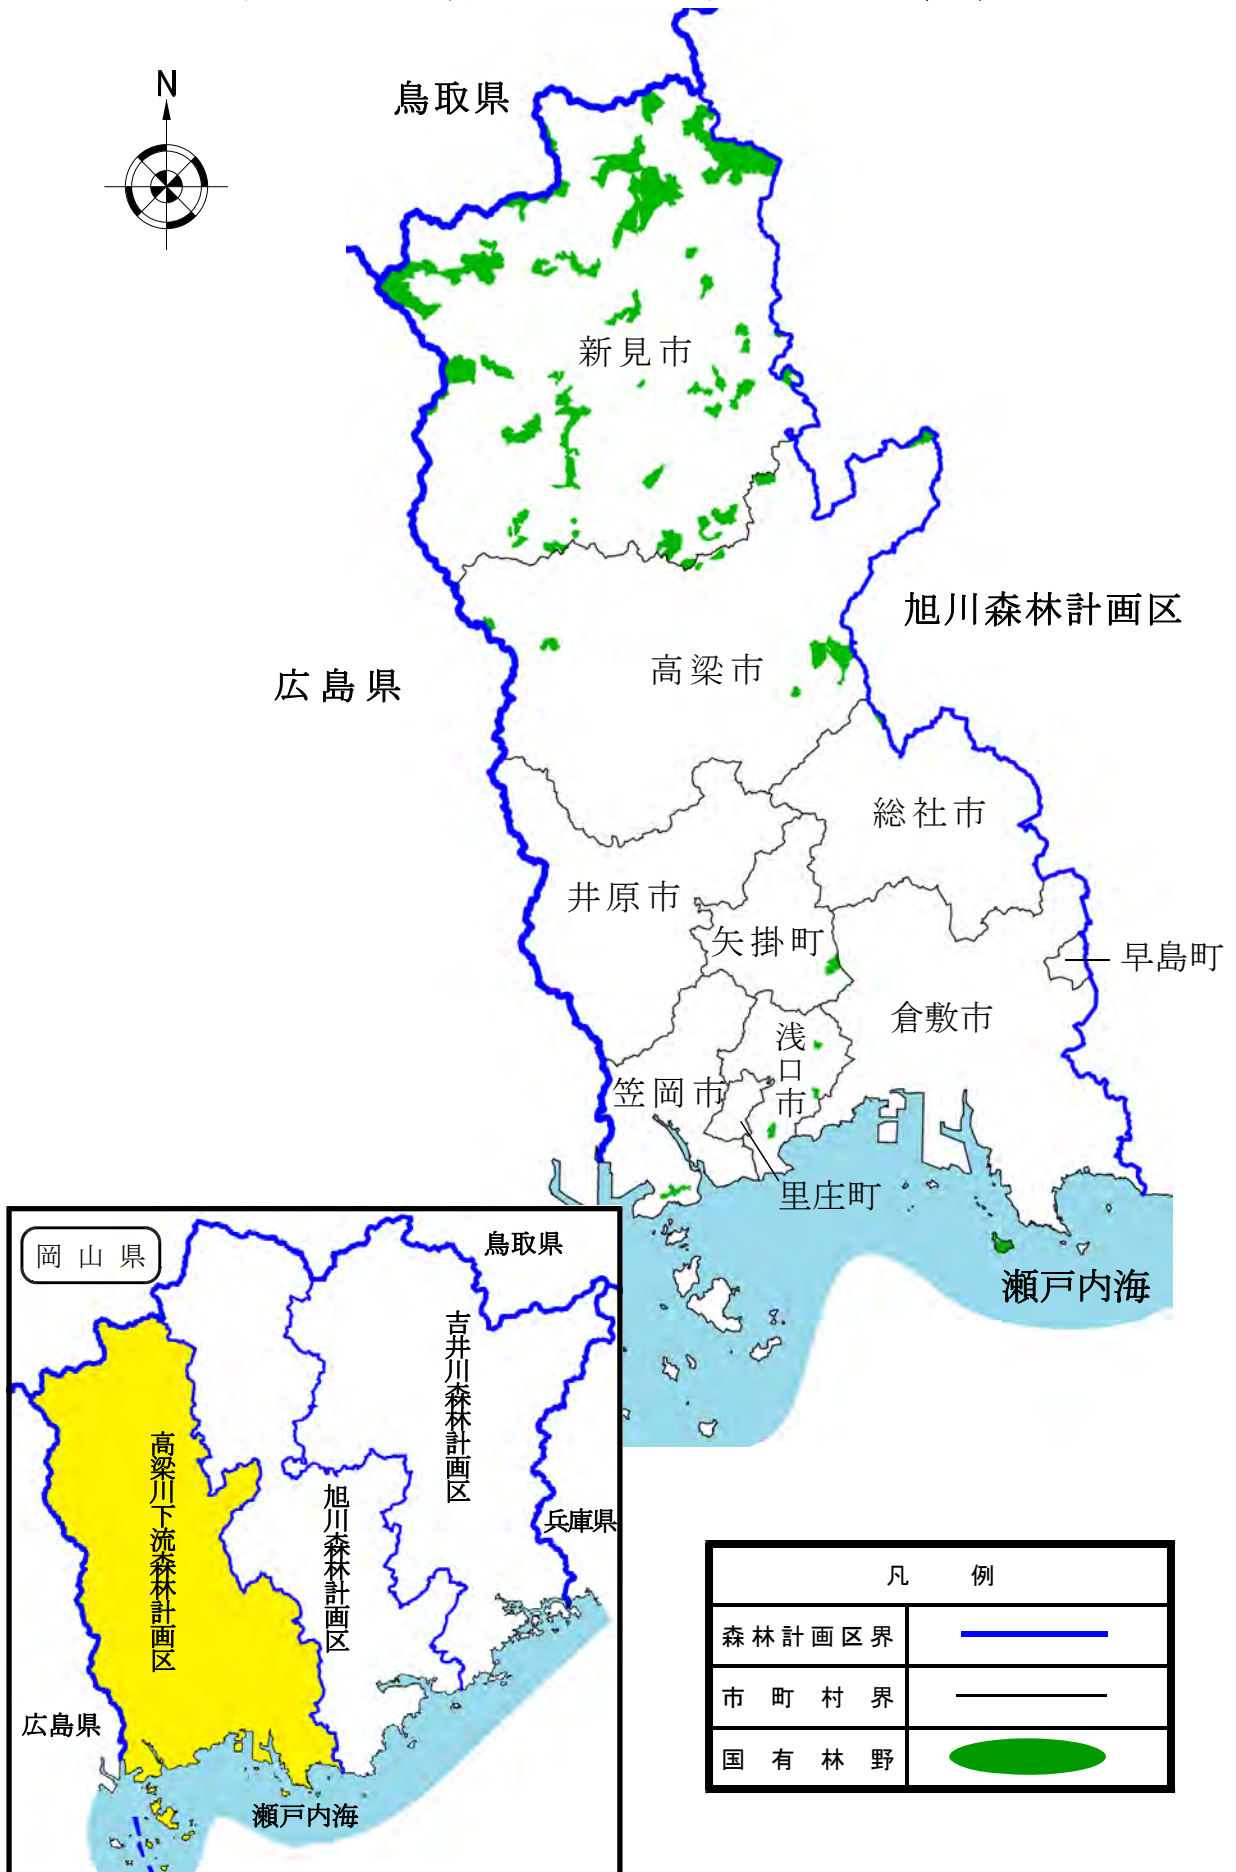 N
鳥取県
新見市
旭川森林計画区
広島県
高梁市
総社市
井原市
矢掛町
早島町
倉敷市
浅口市
笠岡市
里庄町
瀬戸内海
岡山県
鳥取県
吉井川森林計画区
高梁川下流森林計画区
旭川森林計画区
兵庫県
広島県
瀬戸内海
凡 例
森林計画区界
市町村界
国有林野